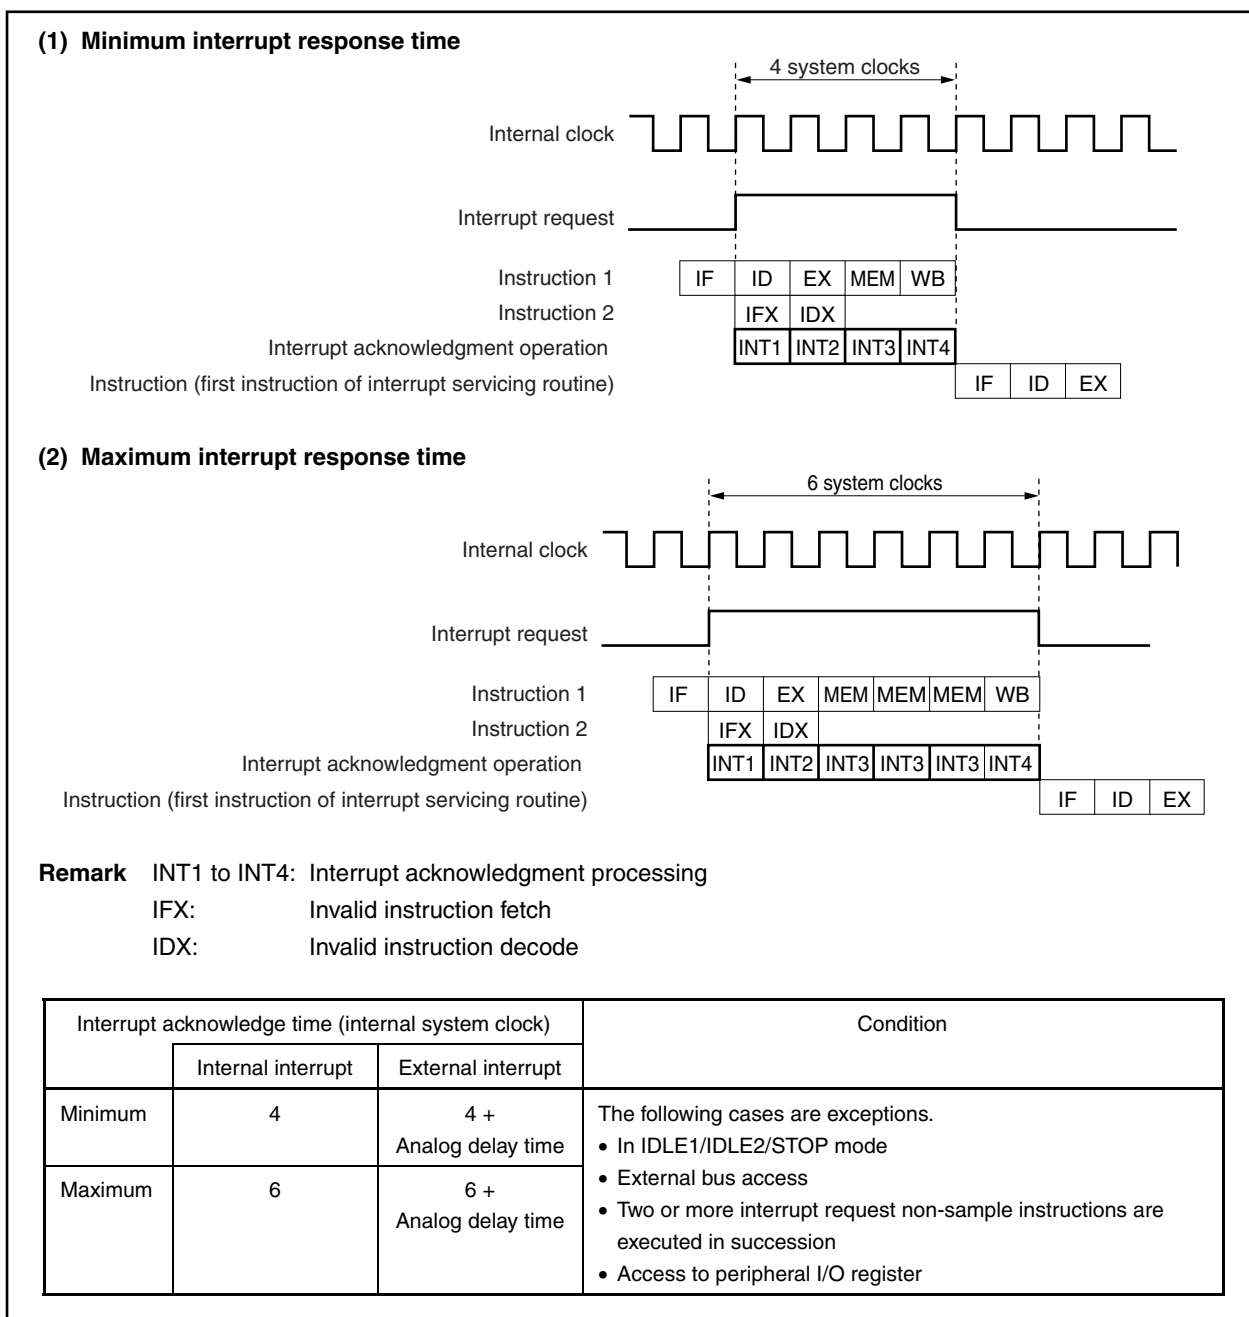 (1) Minimum interrupt response time
4 system clocks
Internal clock
Interrupt request
Instruction 1 IF ID EX MEM WB
Instruction 2 IFX IDX
Interrupt acknowledgment operation INT1 INT2 INT3 INT4
Instruction (first instruction of interrupt servicing routine) IF ID EX
(2) Maximum interrupt response time
6 system clocks
Internal clock
Interrupt request
Instruction 1 IF ID EX MEM MEM MEM WB
Instruction 2 IFX IDX
Interrupt acknowledgment operation INT1 INT2 INT3 INT3 INT3 INT4
Instruction (first instruction of interrupt servicing routine) IF ID EX
Remark INT1 to INT4: Interrupt acknowledgment processing
IFX: Invalid instruction fetch
IDX: Invalid instruction decode
Interrupt acknowledge time (internal system clock) Condition
Internal interrupt External interrupt
Minimum 4 4 +
Analog delay time
Maximum 6 6 +
Analog delay time
The following cases are exceptions.
• In IDLE1/IDLE2/STOP mode
• External bus access
• Two or more interrupt request non-sample instructions are
executed in succession
• Access to peripheral I/O register